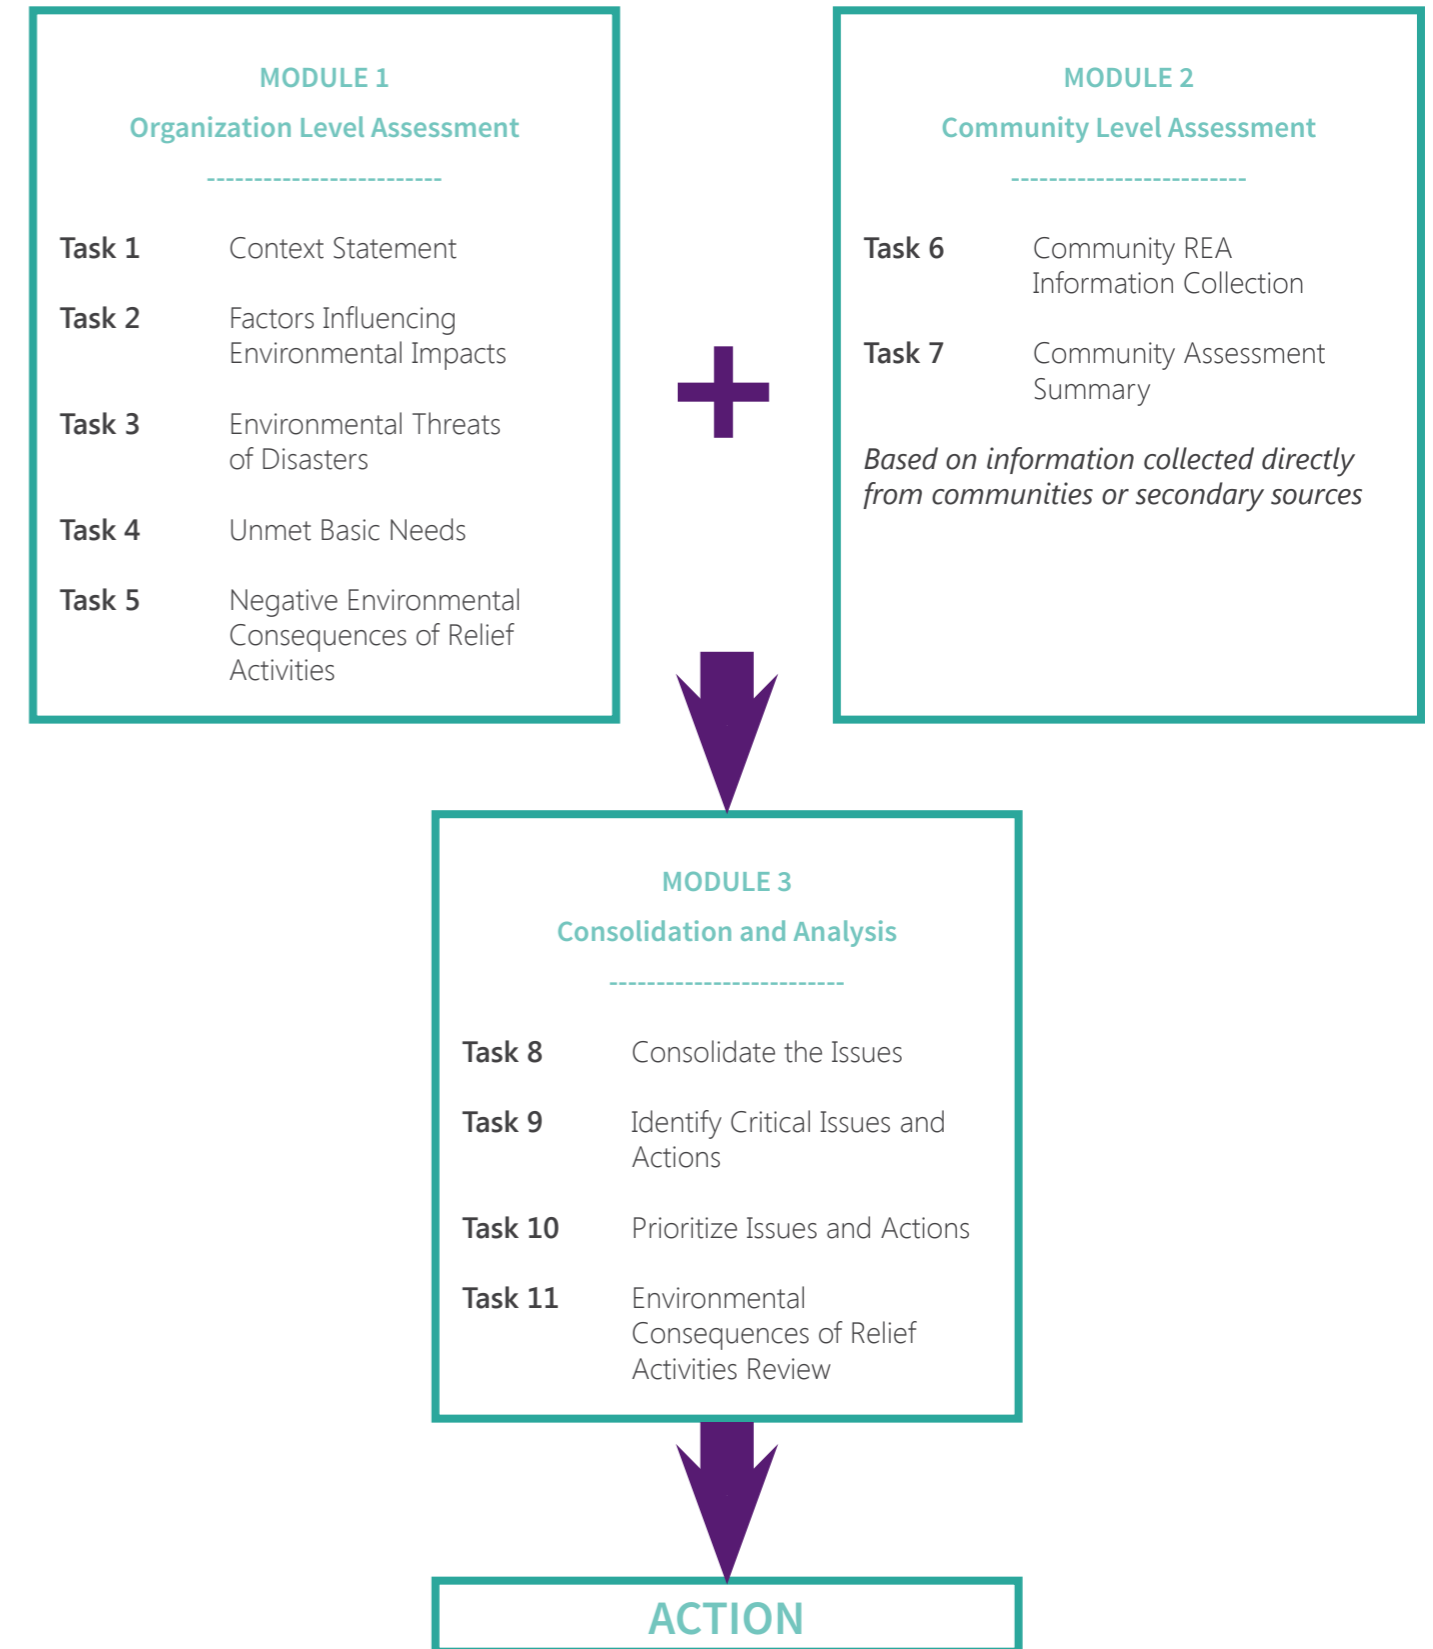 MODULE 1
Organization Level Assessment
-------------------------
Task 1 Context Statement
Task 2 Factors Influencing
Environmental Impacts
Task 3 Environmental Threats
of Disasters
Task 4 Unmet Basic Needs
Task 5 Negative Environmental
Consequences of Relief
Activities
+
MODULE 2
Community Level Assessment
-------------------------
Task 6 Community REA
Information Collection
Task 7 Community Assessment
Summary
Based on information collected directly
from communities or secondary sources
MODULE 3
Consolidation and Analysis
-------------------------
Task 8 Consolidate the Issues
Task 9 Identify Critical Issues and
Actions
Task 10 Prioritize Issues and Actions
Task 11 Environmental
Consequences of Relief
Activities Review
ACTION